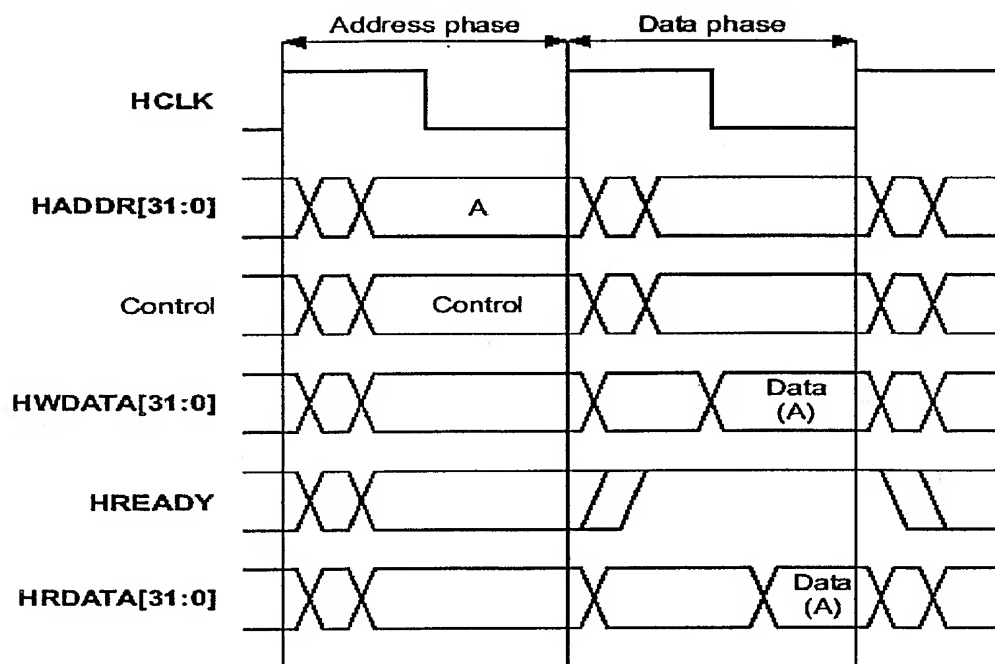 Address phase
Data phase
HCLK
HADDR[31:0]
A
Control
Control
HWDATA[31:0]
Data
(A)
HREADY
HRDATA[31:0]
Data
(A)